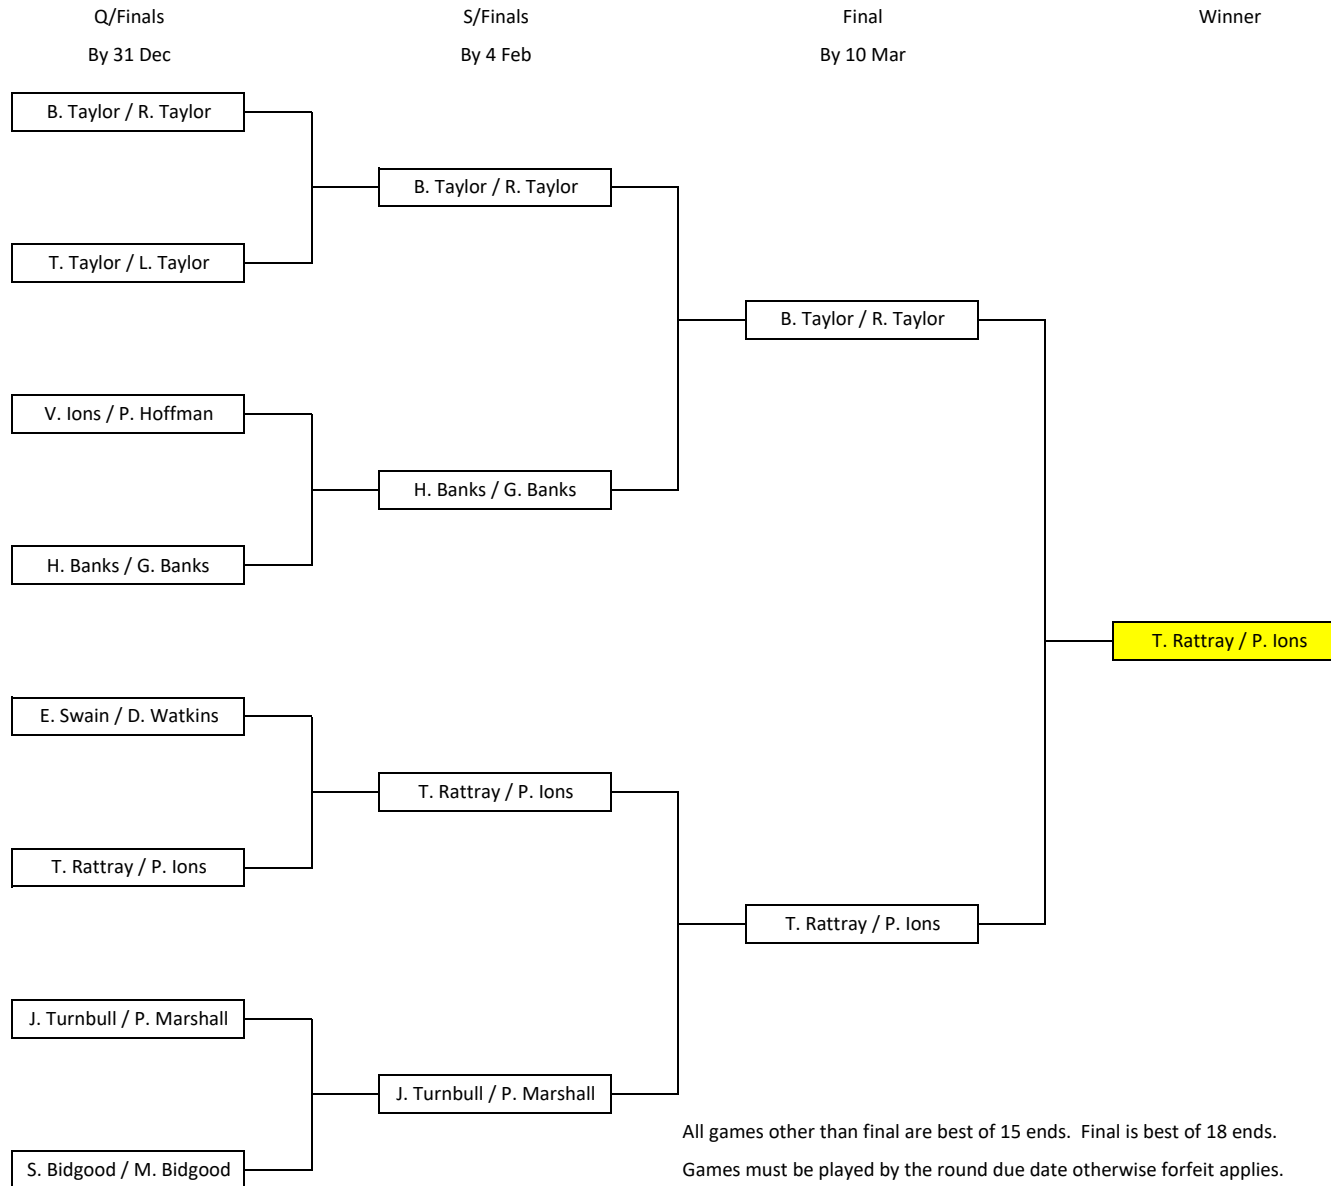 Q/Finals
S/Finals
Final
Winner
By 31 Dec
By 4 Feb
By 10 Mar
B. Taylor / R. Taylor
B. Taylor / R. Taylor
T. Taylor / L. Taylor
B. Taylor / R. Taylor
V. Ions / P. Hoffman
H. Banks / G. Banks
H. Banks / G. Banks
T. Rattray / P. Ions
E. Swain / D. Watkins
T. Rattray / P. Ions
T. Rattray / P. Ions
T. Rattray / P. Ions
J. Turnbull / P. Marshall
J. Turnbull / P. Marshall
All games other than final are best of 15 ends.  Final is best of 18 ends.
S. Bidgood / M. Bidgood
Games must be played by the round due date otherwise forfeit applies.